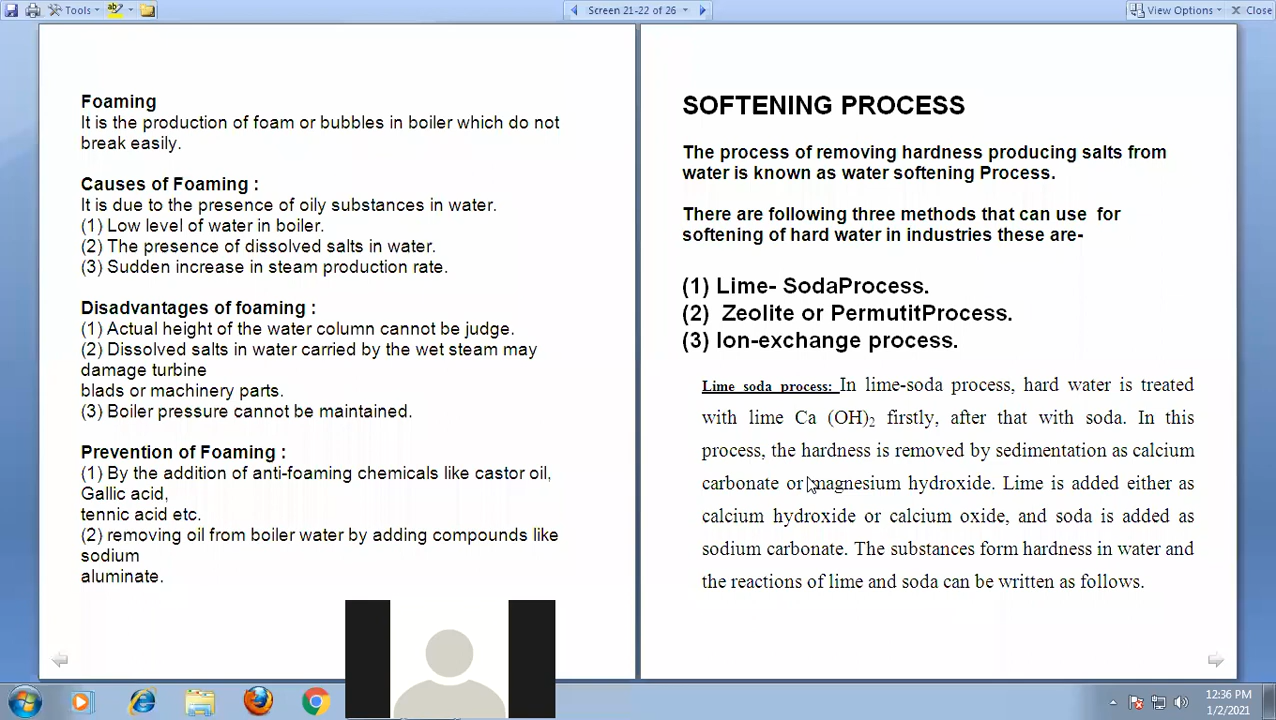 Tools
Screen 21-22 of 26
View Options
Close
Foaming
It is the production of foam or bubbles in boiler which do not
break easily.
Causes of Foaming :
It is due to the presence of oily substances in water.
(1) Low level of water in boiler.
(2) The presence of dissolved salts in water.
(3) Sudden increase in steam production rate.
Disadvantages of foaming :
(1) Actual height of the water column cannot be judge.
(2) Dissolved salts in water carried by the wet steam may
damage turbine
blads or machinery parts.
(3) Boiler pressure cannot be maintained.
Prevention of Foaming :
(1) By the addition of anti-foaming chemicals like castor oil,
Gallic acid,
tennic acid etc.
(2) removing oil from boiler water by adding compounds like
sodium
aluminate.
SOFTENING PROCESS
The process of removing hardness producing salts from
water is known as water softening Process.
There are following three methods that can use for
softening of hard water in industries these are-
(1) Lime- SodaProcess.
(2) Zeolite or PermutitProcess.
(3) Ion-exchange process.
Lime soda process: In lime-soda process, hard water is treated
with lime Ca (OH)₂ firstly, after that with soda. In this
process, the hardness is removed by sedimentation as calcium
carbonate or magnesium hydroxide. Lime is added either as
calcium hydroxide or calcium oxide, and soda is added as
sodium carbonate. The substances form hardness in water and
the reactions of lime and soda can be written as follows.
12:36 PM
1/2/2021